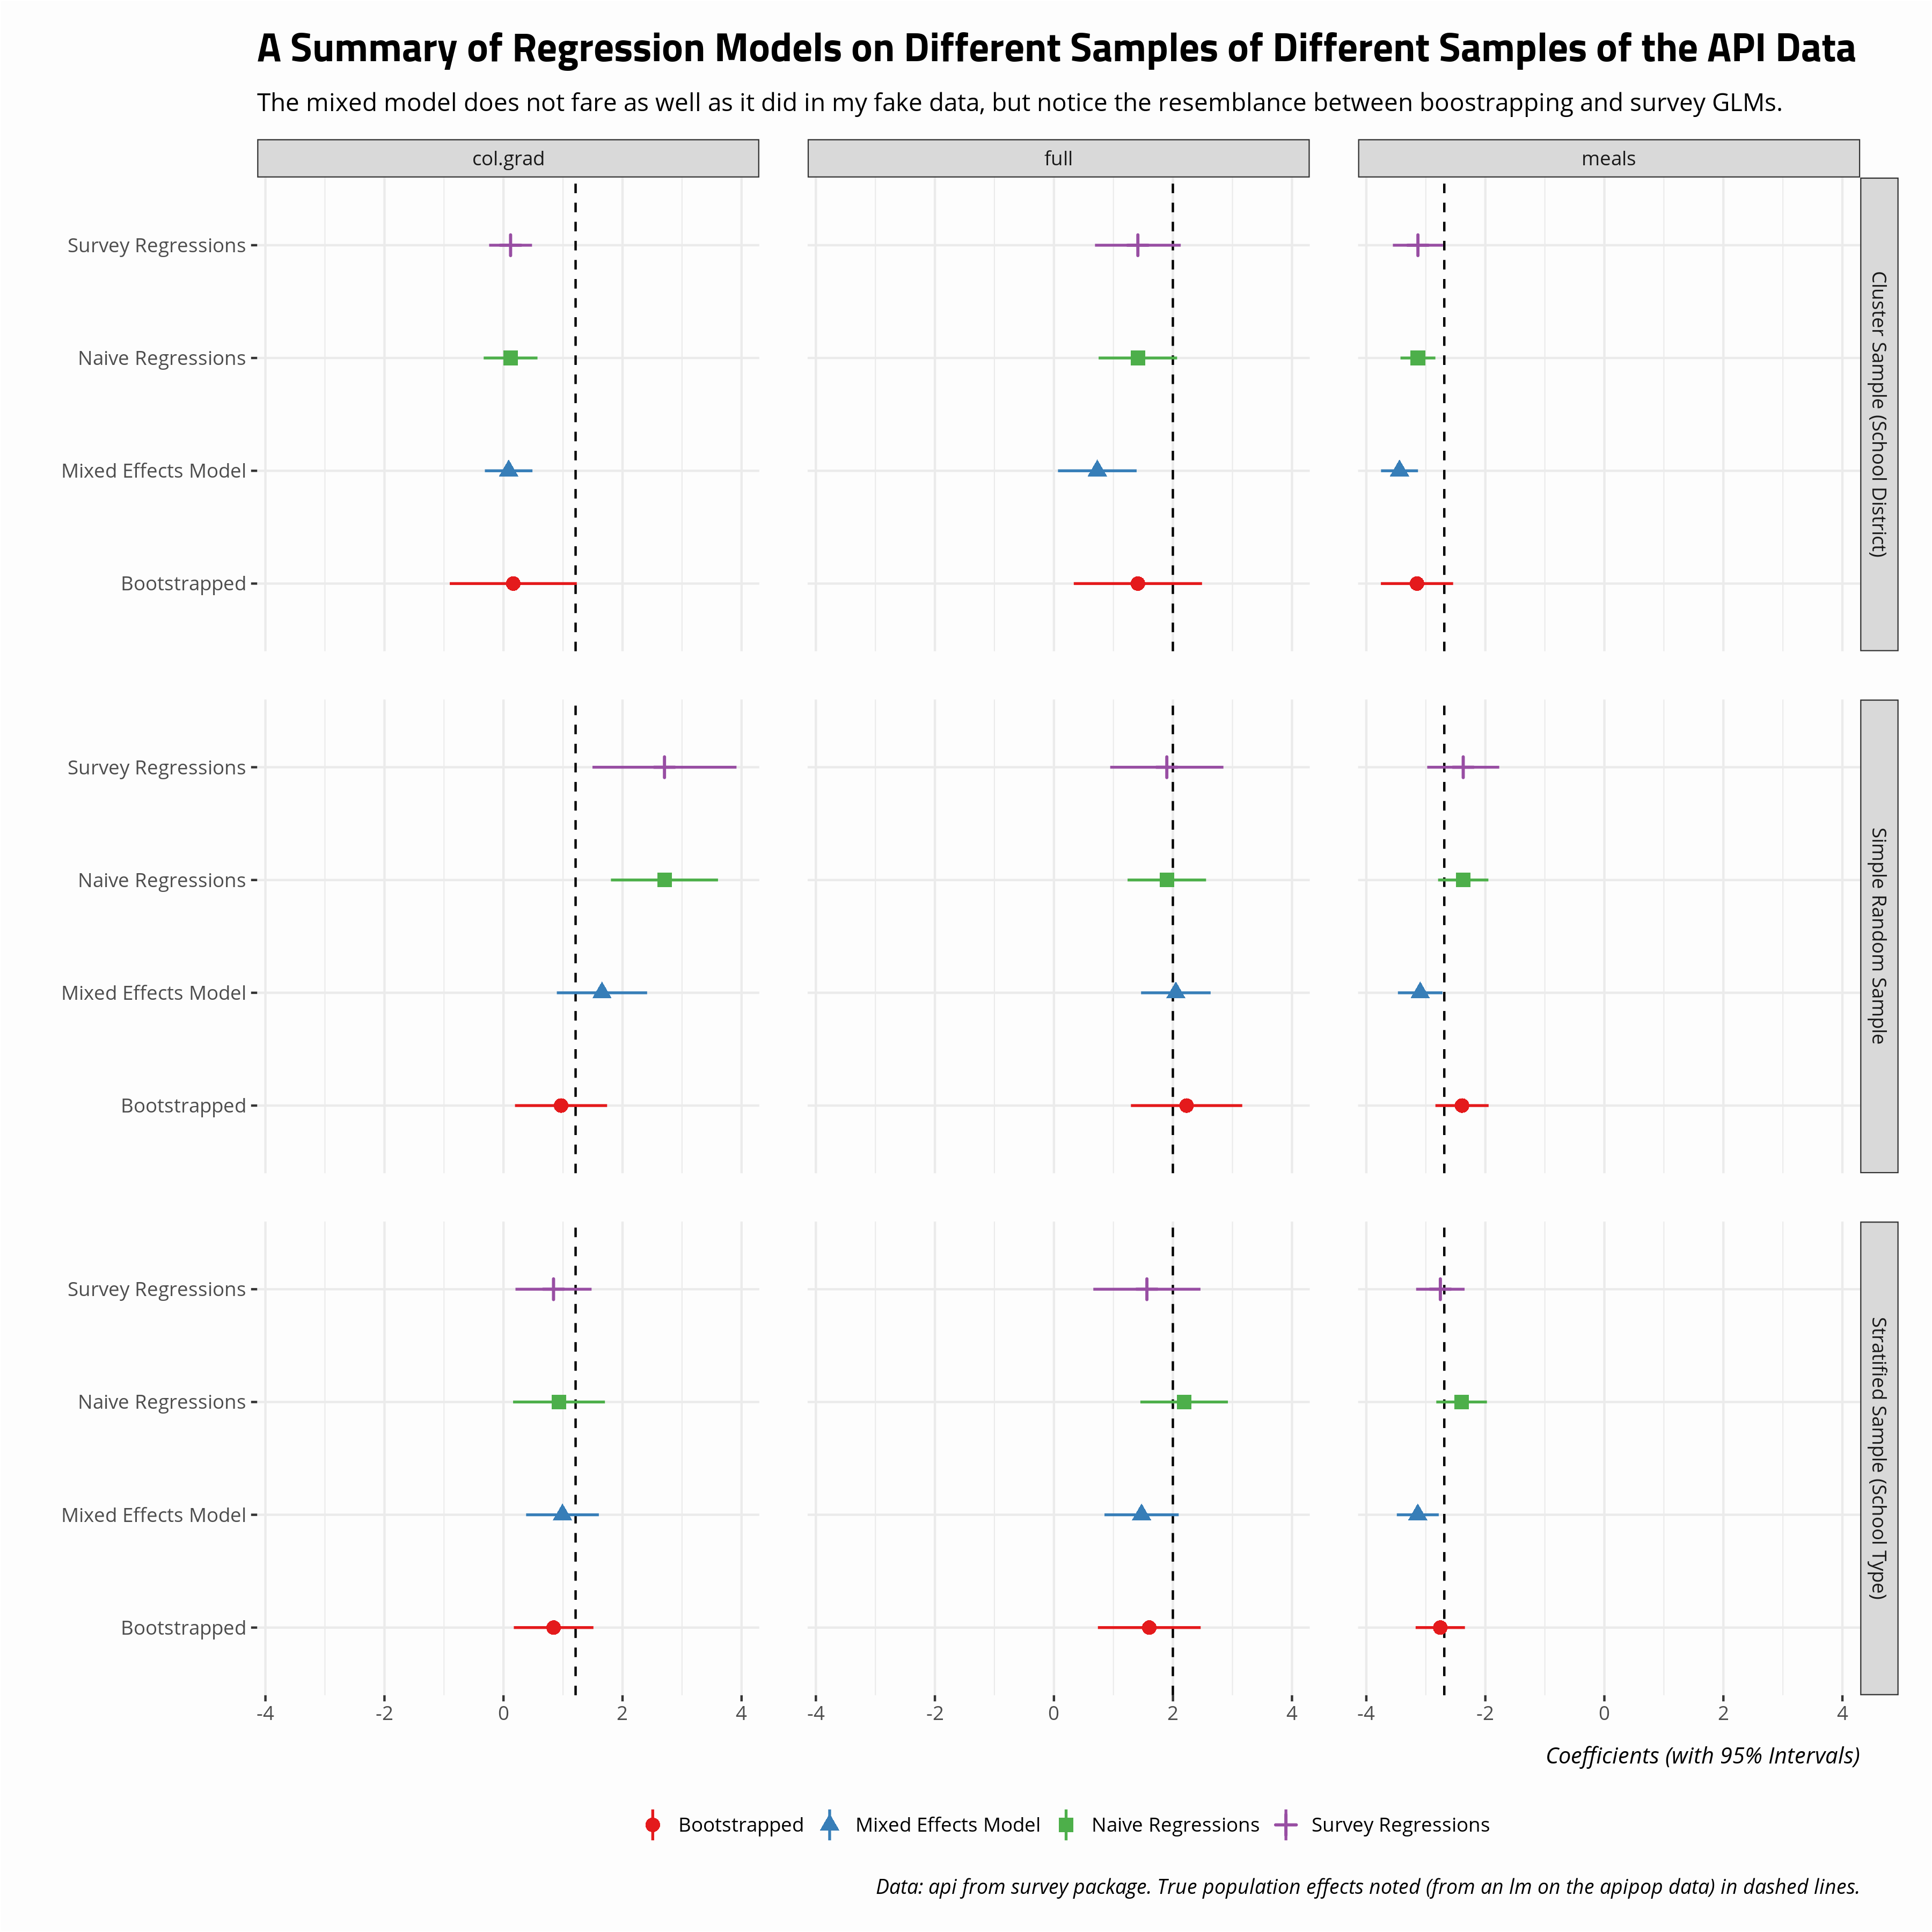 A Summary of Regression Models on Different Samples of Different Samples of the API Data
The mixed model does not fare as well as it did in my fake data, but notice the resemblance between boostrapping and survey GLMs.
col.grad full meals
Survey Regressions
Naive Regressions
Mixed Effects Model
Bootstrapped
Cluster Sample (School District)
Survey Regressions
Naive Regressions
Mixed Effects Model
Bootstrapped
Simple Random Sample
Survey Regressions
Naive Regressions
Mixed Effects Model
Bootstrapped
Stratified Sample (School Type)
-4 -2 0 2 4 -4 -2 0 2 4 -4 -2 0 2 4
Coefficients (with 95% Intervals)
Bootstrapped Mixed Effects Model Naive Regressions Survey Regressions
Data: api from survey package. True population effects noted (from an lm on the apipop data) in dashed lines.